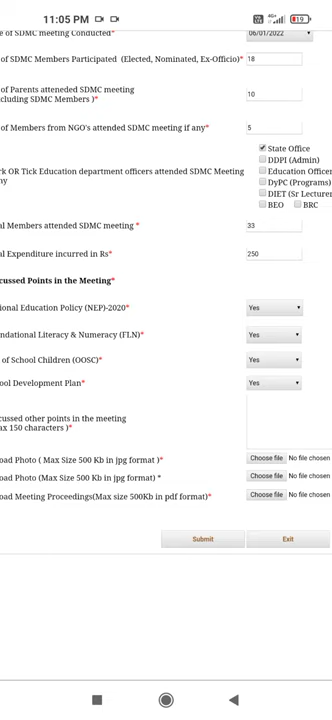 11:05 PM 4G+ 19
e of SDMC meeting Conducted* 06/01/2022
of SDMC Members Participated (Elected, Nominated, Ex-Officio)* 18
of Parents atteneded SDMC meeting
cluding SDMC Members )* 10
of Members from NGO's attended SDMC meeting if any* 5
State Office
DDPI (Admin)
rk OR Tick Education department officers attended SDMC Meeting Education Officer
ny DyPC (Programs)
DIET (Sr Lecturer
BEO BRC
al Members attended SDMC meeting * 33
al Expenditure incurred in Rs* 250
cussed Points in the Meeting*
ional Education Policy (NEP)-2020* Yes
ndational Literacy & Numeracy (FLN)* Yes
of School Children (OOSC)* Yes
ool Development Plan* Yes
cussed other points in the meeting
ax 150 characters )*
oad Photo ( Max Size 500 Kb in jpg format )* Choose file No file chosen
oad Photo (Max Size 500 Kb in jpg format) * Choose file No file chosen
oad Meeting Proceedings(Max size 500Kb in pdf format)* Choose file No file chosen
Submit Exit